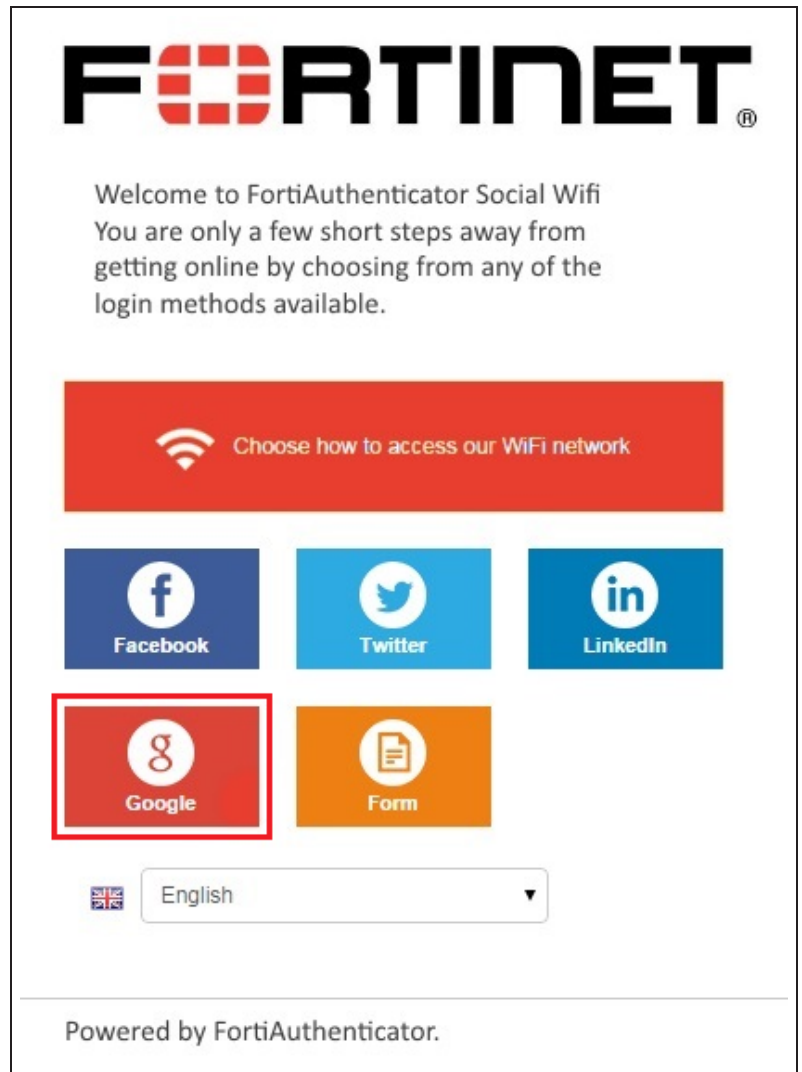 FORTINET®
Welcome to FortiAuthenticator Social Wifi
You are only a few short steps away from
getting online by choosing from any of the
login methods available.
Choose how to access our WiFi network
f
Facebook
Twitter
in
LinkedIn
g
Google
Form
English
Powered by FortiAuthenticator.